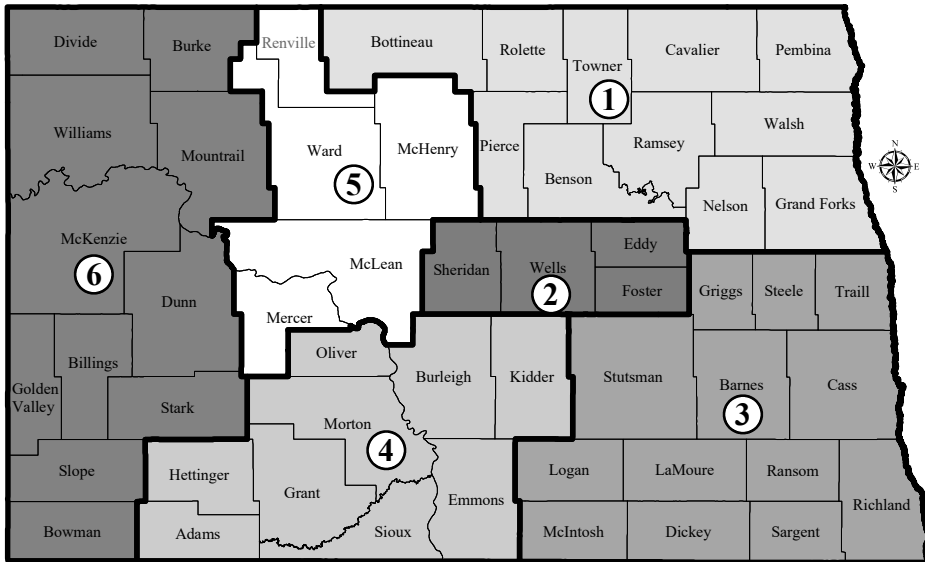 Divide
Burke
Renville
Bottineau
Rolette
Towner
Cavalier
Pembina
1
Williams
Mountrail
Ward
McHenry
Pierce
Benson
Ramsey
Walsh
N
W
E
S
5
Nelson
Grand Forks
McKenzie
6
McLean
Sheridan
Wells
Eddy
2
Foster
Griggs
Steele
Traill
Dunn
Mercer
Oliver
Golden
Valley
Billings
Stark
Burleigh
Kidder
Stutsman
Barnes
3
Cass
Morton
4
Slope
Hettinger
Grant
Emmons
Logan
LaMoure
Ransom
Richland
Bowman
Adams
Sioux
McIntosh
Dickey
Sargent